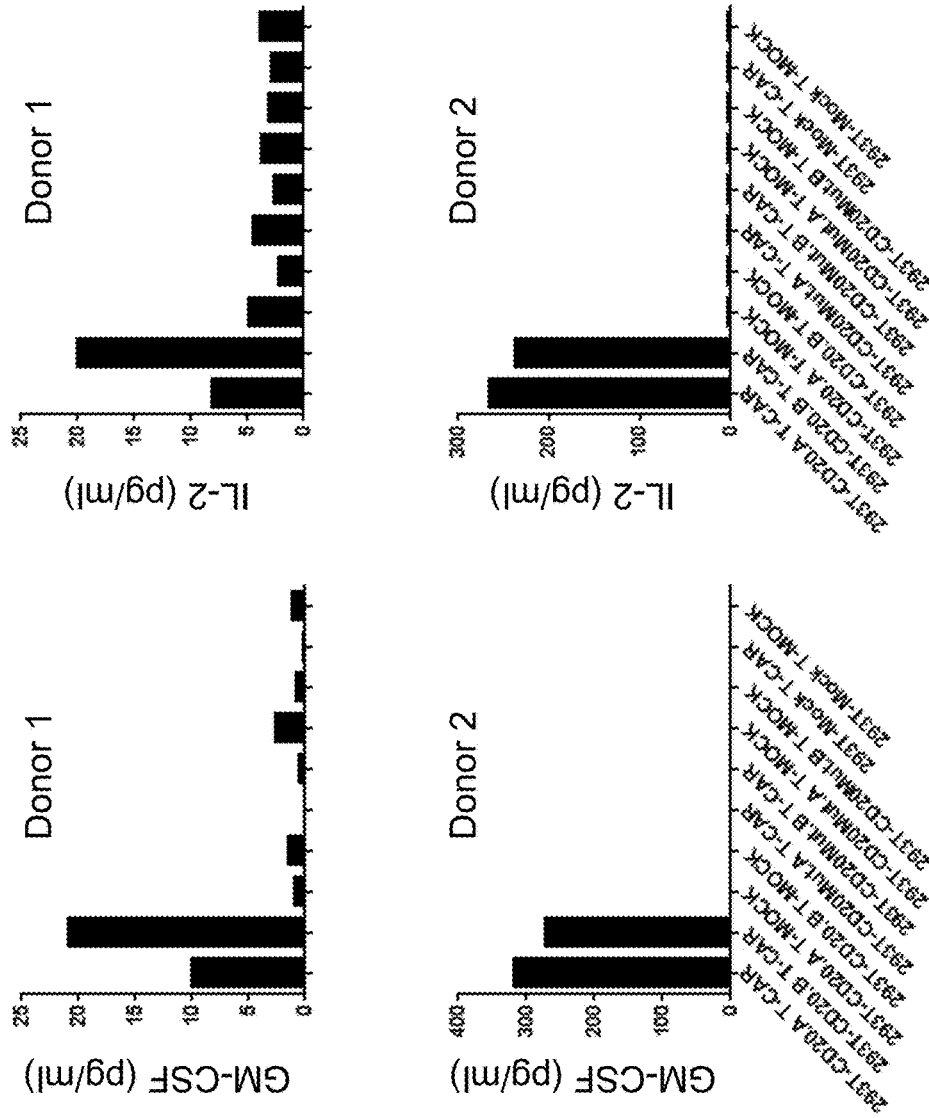 Donor 1
IL-2 (pg/ml)
25
20
15
10
5
0
Donor 2
IL-2 (pg/ml)
300
200
100
0
293T-CD20.A T-CAR
293T-CD20.B T-CAR
293T-CD20.A T-MOCK
293T-CD20.B T-MOCK
293T-CD20Mut.A T-CAR
293T-CD20Mut.B T-CAR
293T-CD20Mut.A T-MOCK
293T-CD20Mut.B T-MOCK
293T-Mock T-CAR
293T-Mock T-MOCK
Donor 1
GM-CSF (pg/ml)
25
20
15
10
5
0
Donor 2
GM-CSF (pg/ml)
400
300
200
100
0
293T-CD20.A T-CAR
293T-CD20.B T-CAR
293T-CD20.A T-MOCK
293T-CD20.B T-MOCK
293T-CD20Mut.A T-CAR
293T-CD20Mut.B T-CAR
293T-CD20Mut.A T-MOCK
293T-CD20Mut.B T-MOCK
293T-Mock T-CAR
293T-Mock T-MOCK